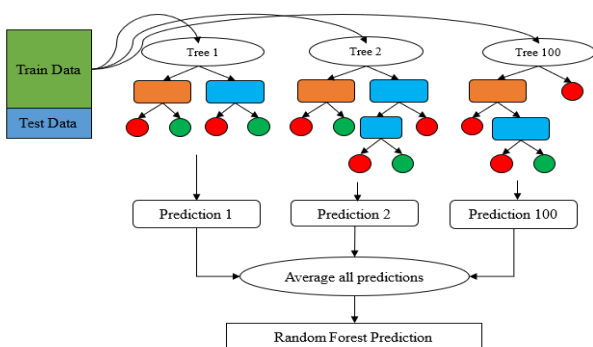 Train Data
Test Data
Tree 1
Tree 2
Tree 100
Prediction 1
Prediction 2
Prediction 100
Average all predictions
Random Forest Prediction